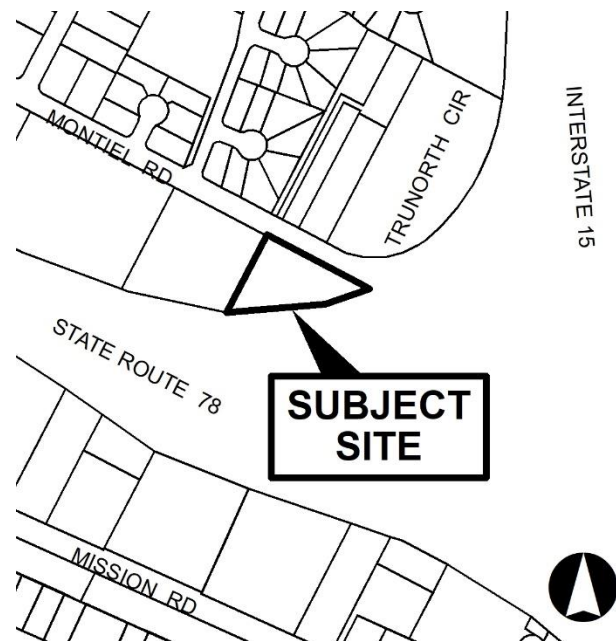 MONTIEL RD
TRUNORTH CIR
INTERSTATE 15
STATE ROUTE 78
SUBJECT
SITE
MISSION RD